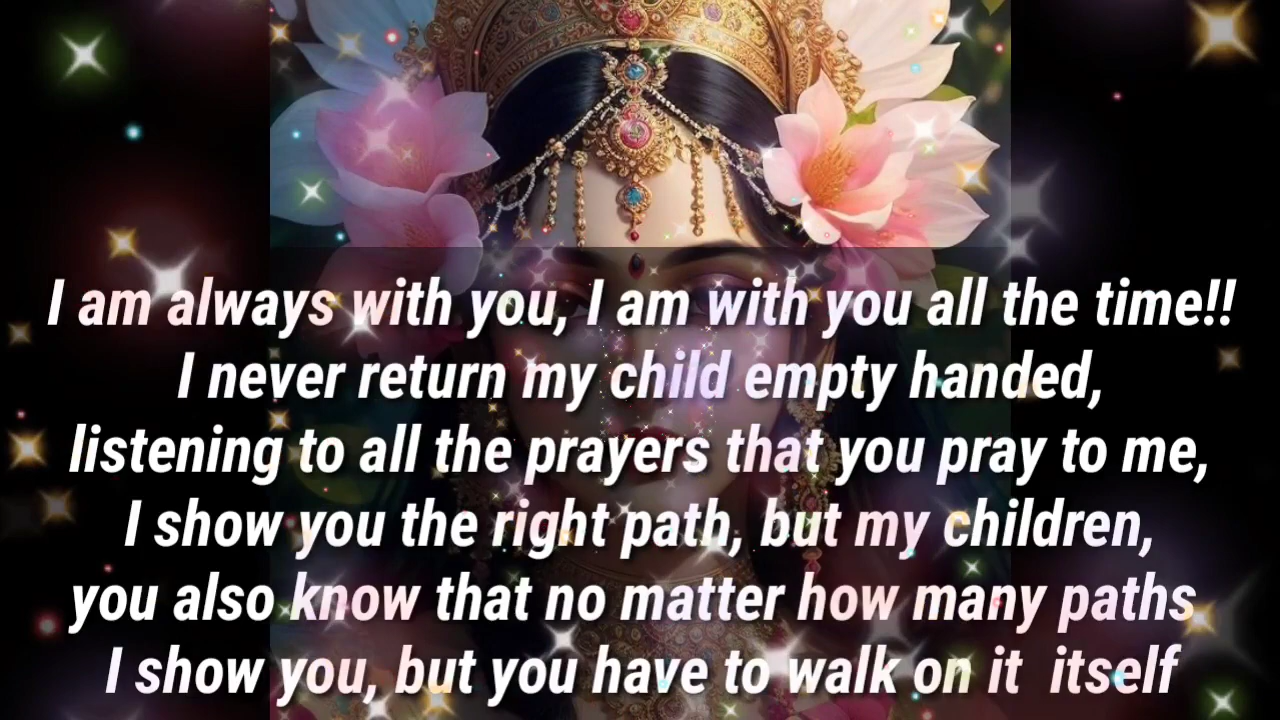 I am always with you, I am with you all the time!!
I never return my child empty handed,
listening to all the prayers that you pray to me,
I show you the right path, but my children,
you also know that no matter how many paths
I show you, but you have to walk on it itself